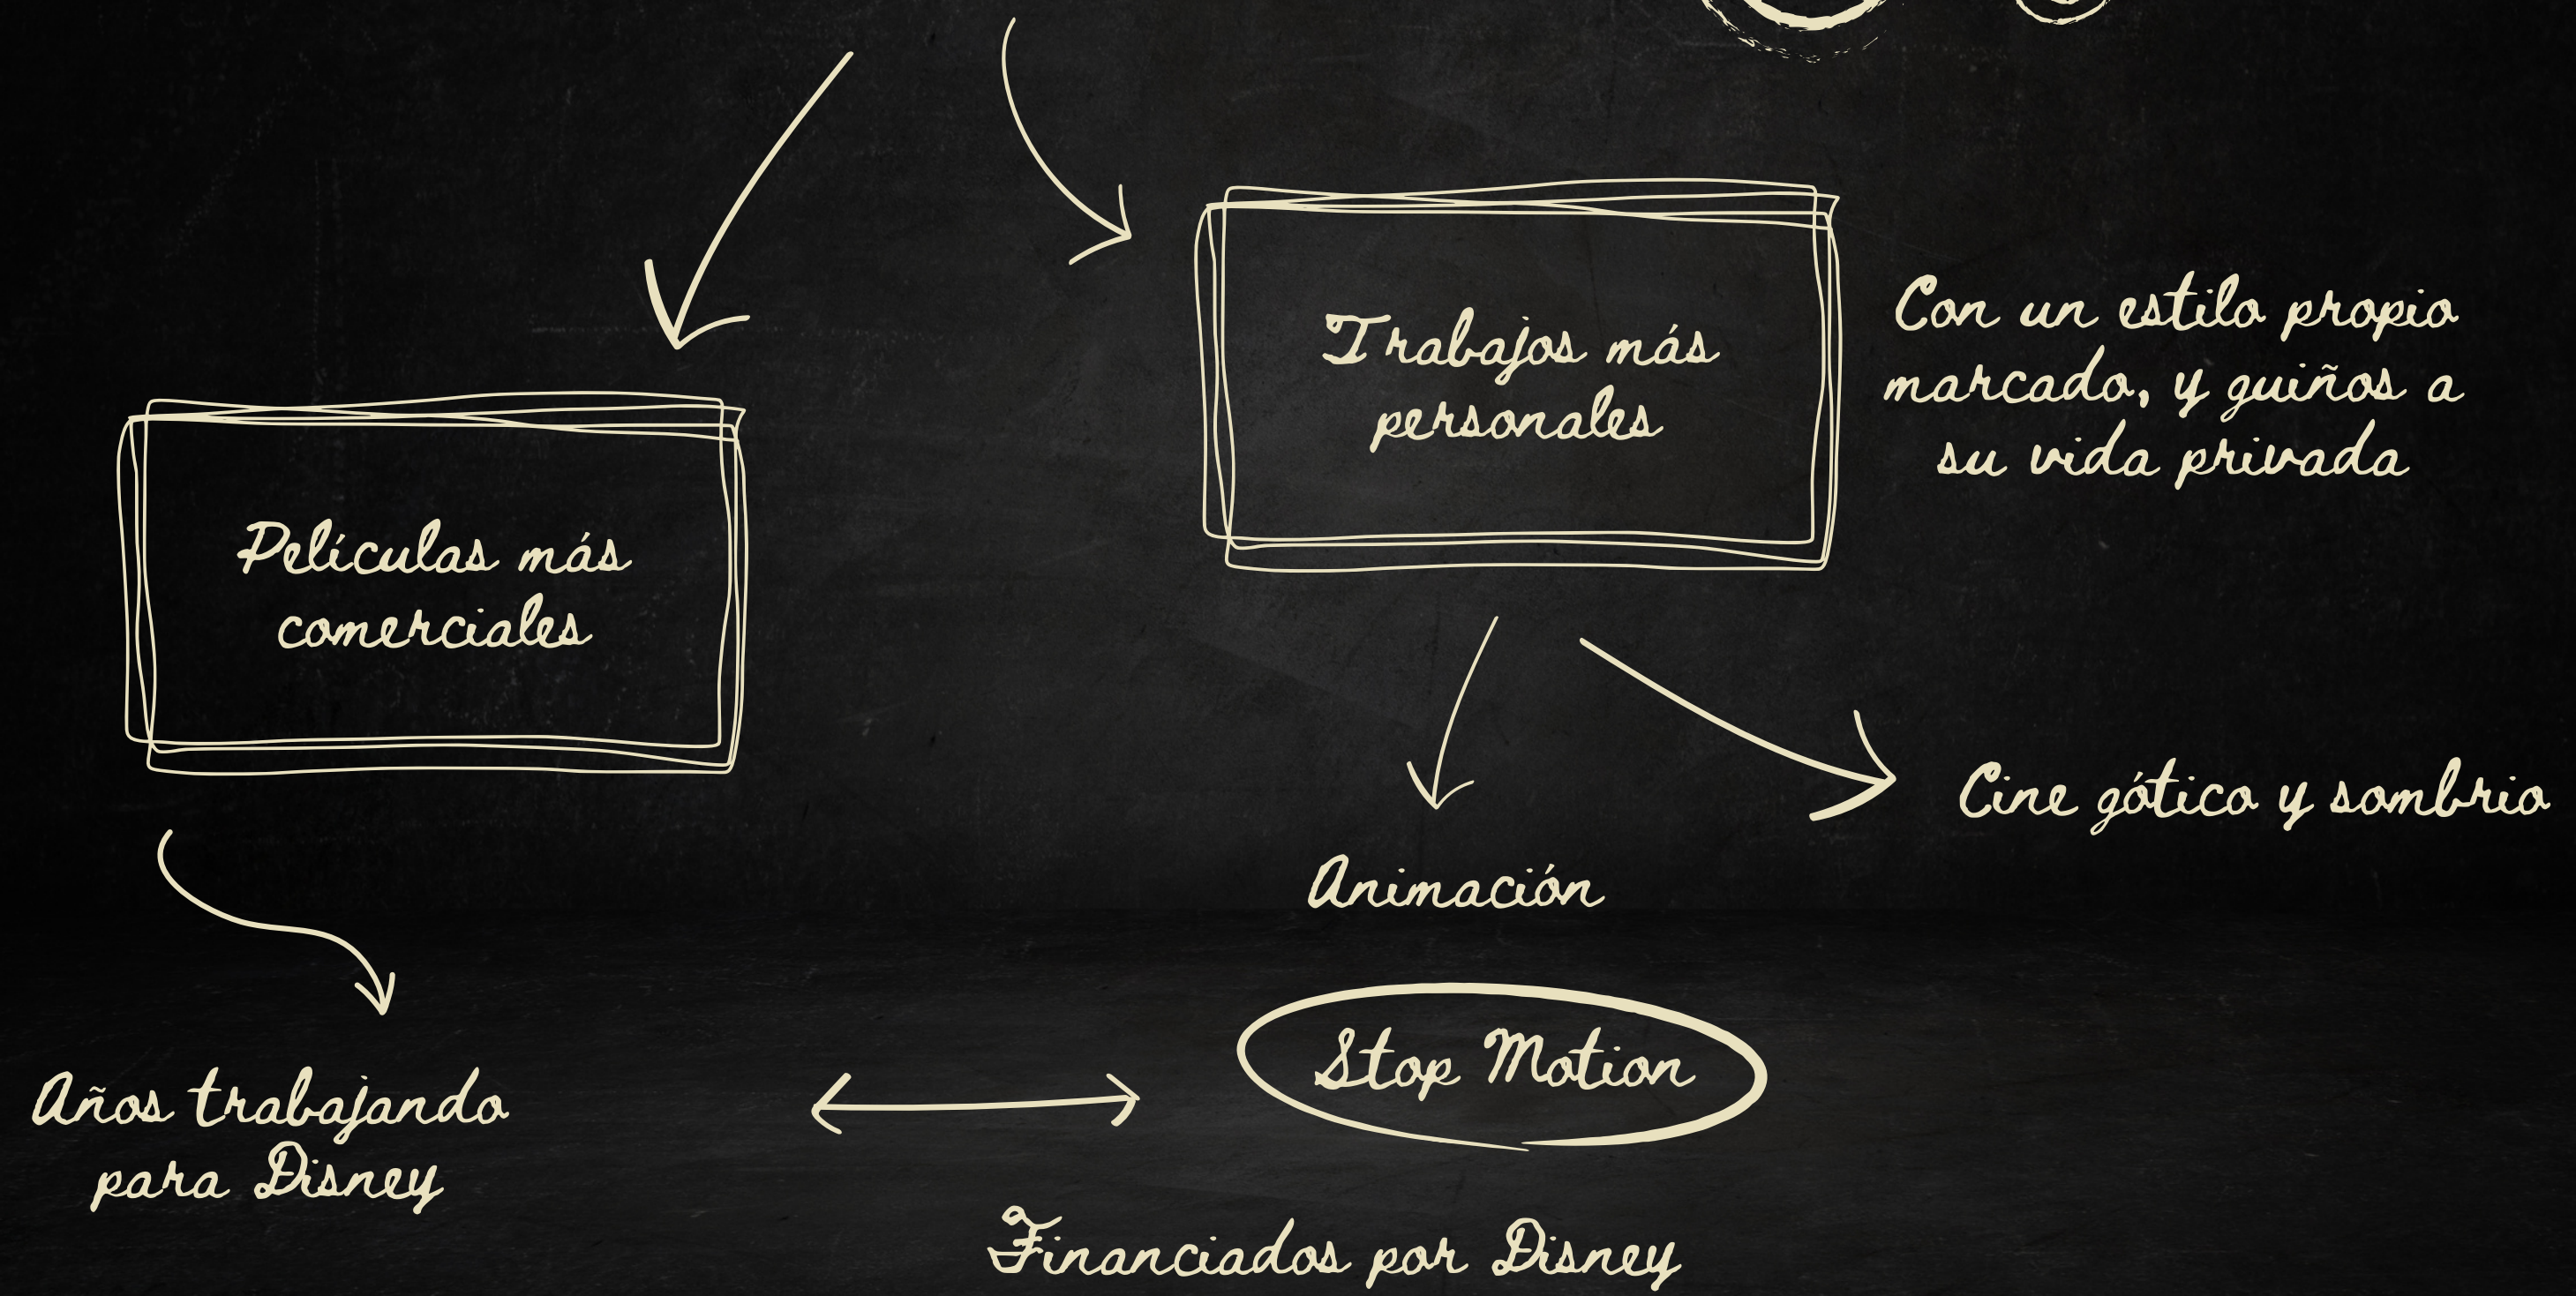 Trabajos más
personales
Con un estilo propio
marcado, y guiños a
su vida privada
Películas más
comerciales
Cine gótico y sombrio
Animación
Stop Motion
Años trabajando
para Disney
Financiados por Disney